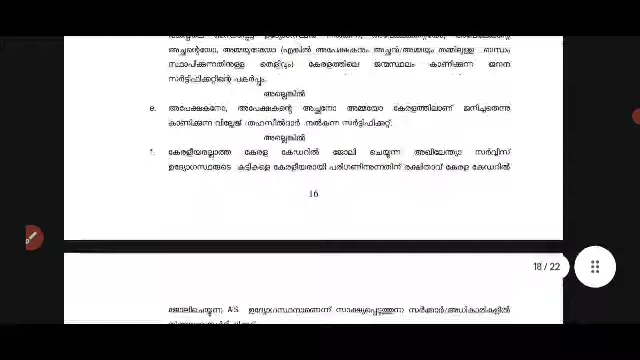 അച്ഛന്റേയോ, അമ്മയുടേയോ (എങ്കിൽ അപേക്ഷകനും അച്ഛൻ/അമ്മയും തമ്മിലുള്ള ബന്ധം
സ്ഥാപിക്കുന്നതിനുള്ള തെളിവും) കേരളത്തിലെ ജന്മസ്ഥലം കാണിക്കുന്ന ജനന
സർട്ടിഫിക്കറ്റിന്റെ പകർപ്പും.
അല്ലെങ്കിൽ
e. അപേക്ഷകനോ, അപേക്ഷകന്റെ അച്ഛനോ അമ്മയോ കേരളത്തിലാണ് ജനിച്ചതെന്നു
കാണിക്കുന്ന വില്ലേജ് /തഹസീൽദാർ നൽകുന്ന സർട്ടിഫിക്കറ്റ്.
അല്ലെങ്കിൽ
f. കേരളീയരല്ലാത്ത കേരള കേഡറിൽ ജോലി ചെയ്യുന്ന അഖിലേന്ത്യാ സർവ്വീസ്
ഉദ്യോഗസ്ഥരുടെ കുട്ടികളെ കേരളീയരായി പരിഗണിക്കുന്നതിന് രക്ഷിതാവ് കേരള കേഡറിൽ
16
18 / 22
ജോലിചെയ്യുന്ന AIS ഉദ്യോഗസ്ഥനാണെന്ന് സാക്ഷ്യപ്പെടുത്തുന്ന സർക്കാർ/അധികാരികളിൽ